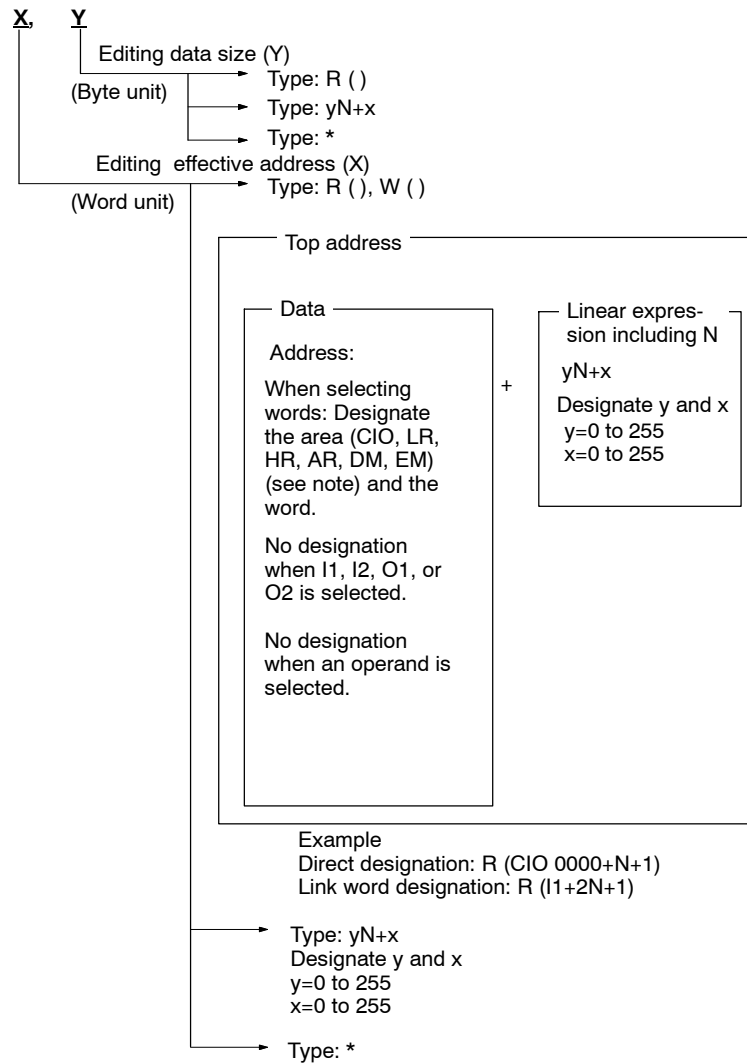 X, Y
Editing data size (Y)
(Byte unit)
Type: R ( )
Type: yN+x
Type: *
Editing effective address (X)
(Word unit)
Type: R ( ), W ( )
Top address
Data
Address:
When selecting
words: Designate
the area (CIO, LR,
HR, AR, DM, EM)
(see note) and the
word.
No designation
when I1, I2, O1, or
O2 is selected.
No designation
when an operand is
selected.
+
Linear expres-
sion including N
yN+x
Designate y and x
y=0 to 255
x=0 to 255
Example
Direct designation: R (CIO 0000+N+1)
Link word designation: R (I1+2N+1)
Type: yN+x
Designate y and x
y=0 to 255
x=0 to 255
Type: *